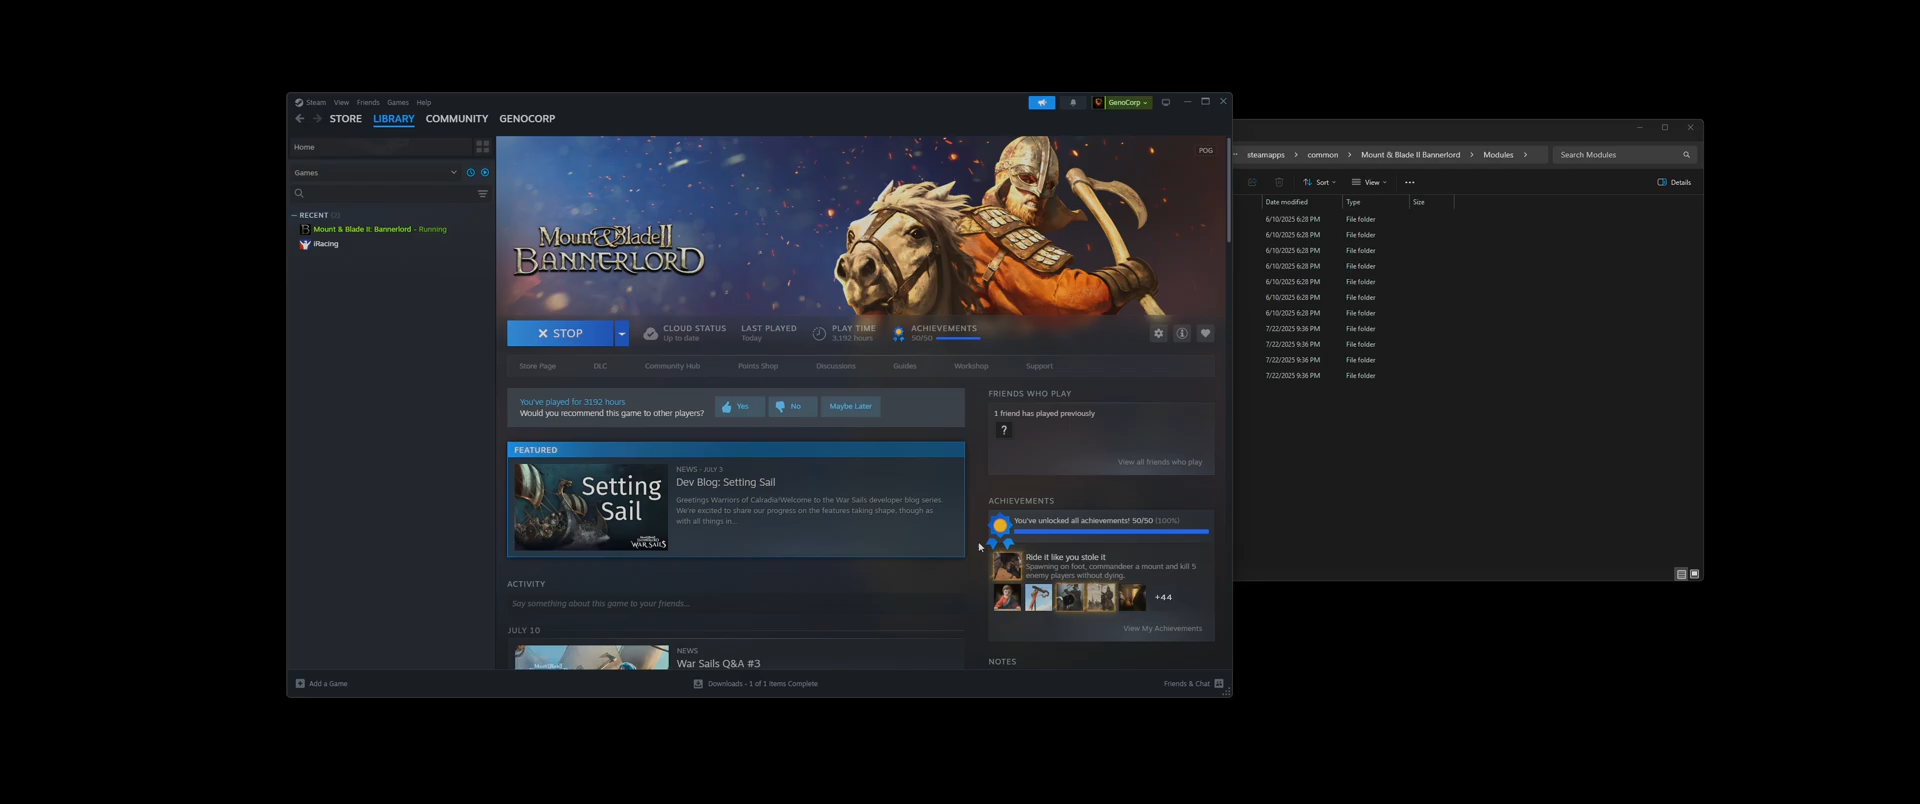 Steam View Friends Games Help
GenoCorp
STORE LIBRARY COMMUNITY GENOCORP
Home
Games
RECENT (2)
Mount & Blade II: Bannerlord - Running
iRacing
POG
Mount & Blade II
BANNERLORD
STOP
CLOUD STATUS
Up to date
LAST PLAYED
Today
PLAY TIME
3,192 hours
ACHIEVEMENTS
50/50
Store Page DLC Community Hub Points Shop Discussions Guides Workshop Support
You've played for 3192 hours
Would you recommend this game to other players?
Yes No Maybe Later
FEATURED
Setting
Sail
WAR SAILS
NEWS - JULY 3
Dev Blog: Setting Sail
Greetings Warriors of Calradia!Welcome to the War Sails developer blog series.
We're excited to share our progress on the features taking shape, though as
with all things in...
ACTIVITY
Say something about this game to your friends...
JULY 10
NEWS
War Sails Q&A #3
FRIENDS WHO PLAY
1 friend has played previously
?
View all friends who play
ACHIEVEMENTS
You've unlocked all achievements! 50/50 (100%)
Ride it like you stole it
Spawning on foot, commandeer a mount and kill 5
enemy players without dying.
+44
View My Achievements
NOTES
Add a Game
Downloads - 1 of 1 Items Complete
Friends & Chat
steamapps > common > Mount & Blade II Bannerlord > Modules >
Search Modules
Sort View ··· Details
Date modified Type Size
6/10/2025 6:28 PM File folder
6/10/2025 6:28 PM File folder
6/10/2025 6:28 PM File folder
6/10/2025 6:28 PM File folder
6/10/2025 6:28 PM File folder
6/10/2025 6:28 PM File folder
6/10/2025 6:28 PM File folder
7/22/2025 9:36 PM File folder
7/22/2025 9:36 PM File folder
7/22/2025 9:36 PM File folder
7/22/2025 9:36 PM File folder